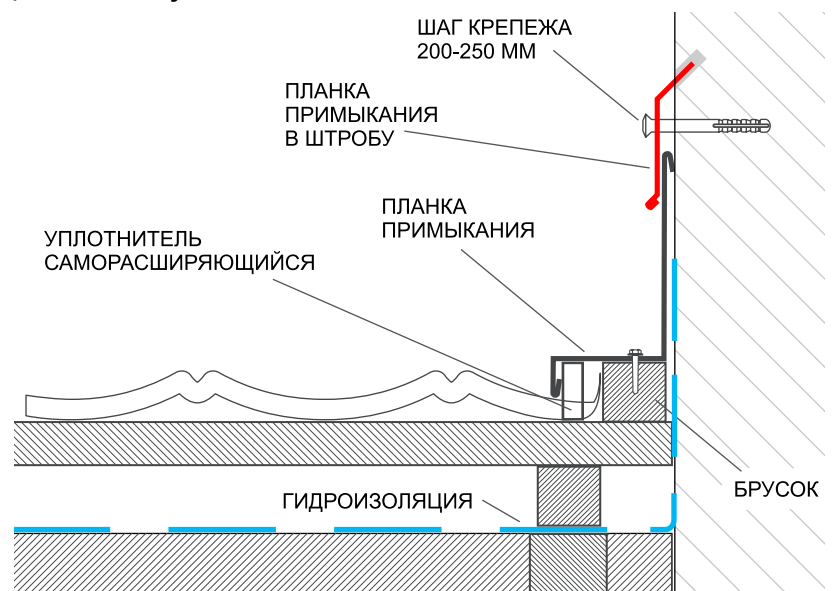 ШАГ КРЕПЕЖА
200-250 ММ
ПЛАНКА
ПРИМЫКАНИЯ
В ШТРОБУ
ПЛАНКА
ПРИМЫКАНИЯ
УПЛОТНИТЕЛЬ
САМОРАСШИРЯЮЩИЙСЯ
БРУСОК
ГИДРОИЗОЛЯЦИЯ